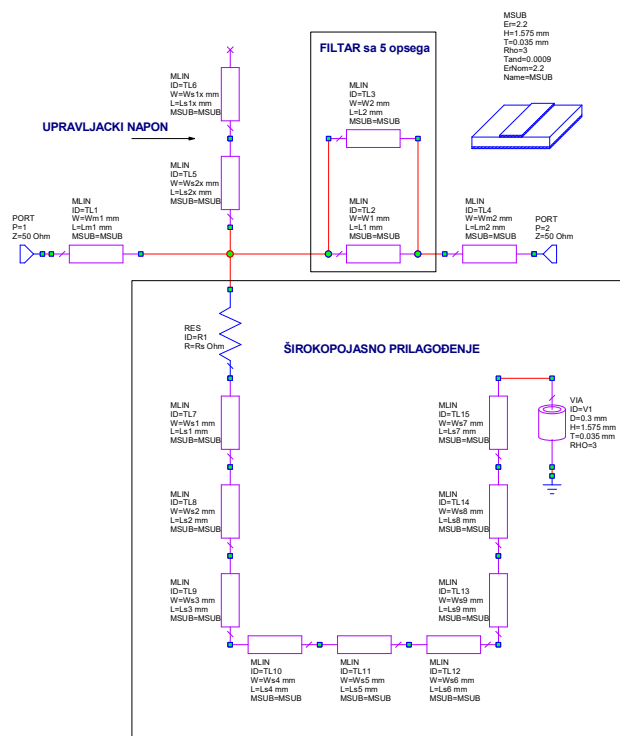 MSUB
Er=2.2
H=1.575 mm
T=0.035 mm
Rho=3
Tand=0.0009
ErNom=2.2
Name=MSUB
FILTAR sa 5 opsega
MLIN
ID=TL6
W=Ws1x mm
L=Ls1x mm
MSUB=MSUB
MLIN
ID=TL3
W=W2 mm
L=L2 mm
MSUB=MSUB
UPRAVLJACKI NAPON
MLIN
ID=TL5
W=Ws2x mm
L=Ls2x mm
MSUB=MSUB
PORT
P=1
Z=50 Ohm
MLIN
ID=TL1
W=Wm1 mm
L=Lm1 mm
MSUB=MSUB
MLIN
ID=TL2
W=W1 mm
L=L1 mm
MSUB=MSUB
MLIN
ID=TL4
W=Wm2 mm
L=Lm2 mm
MSUB=MSUB
PORT
P=2
Z=50 Ohm
RES
ID=R1
R=Rs Ohm
ŠIROKOPOJASNO PRILAGOĐENJE
MLIN
ID=TL7
W=Ws1 mm
L=Ls1 mm
MSUB=MSUB
MLIN
ID=TL15
W=Ws7 mm
L=Ls7 mm
MSUB=MSUB
VIA
ID=V1
D=0.3 mm
H=1.575 mm
T=0.035 mm
RHO=3
MLIN
ID=TL8
W=Ws2 mm
L=Ls2 mm
MSUB=MSUB
MLIN
ID=TL14
W=Ws8 mm
L=Ls8 mm
MSUB=MSUB
MLIN
ID=TL9
W=Ws3 mm
L=Ls3 mm
MSUB=MSUB
MLIN
ID=TL13
W=Ws9 mm
L=Ls9 mm
MSUB=MSUB
MLIN
ID=TL10
W=Ws4 mm
L=Ls4 mm
MSUB=MSUB
MLIN
ID=TL11
W=Ws5 mm
L=Ls5 mm
MSUB=MSUB
MLIN
ID=TL12
W=Ws6 mm
L=Ls6 mm
MSUB=MSUB